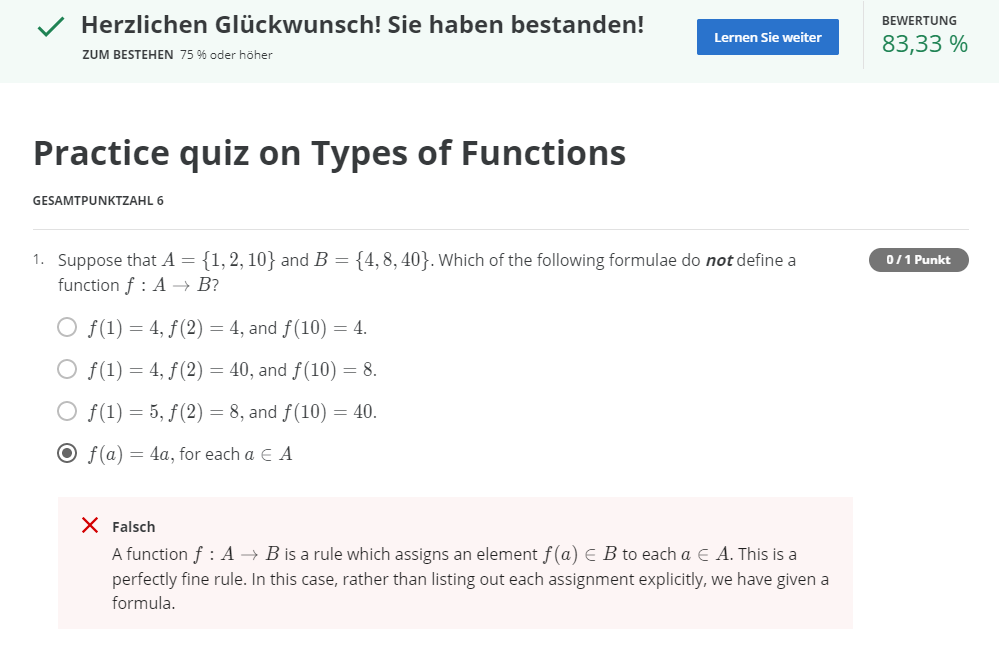 Herzlichen Glückwunsch! Sie haben bestanden!
ZUM BESTEHEN 75 % oder höher
Lernen Sie weiter
BEWERTUNG
83,33 %
Practice quiz on Types of Functions
GESAMTPUNKTZAHL 6
1. Suppose that A = {1, 2, 10} and B = {4, 8, 40}. Which of the following formulae do not define a
function f : A → B?
0 / 1 Punkt
f(1) = 4, f(2) = 4, and f(10) = 4.
f(1) = 4, f(2) = 40, and f(10) = 8.
f(1) = 5, f(2) = 8, and f(10) = 40.
f(a) = 4a, for each a ∈ A
Falsch
A function f : A → B is a rule which assigns an element f(a) ∈ B to each a ∈ A. This is a
perfectly fine rule. In this case, rather than listing out each assignment explicitly, we have given a
formula.